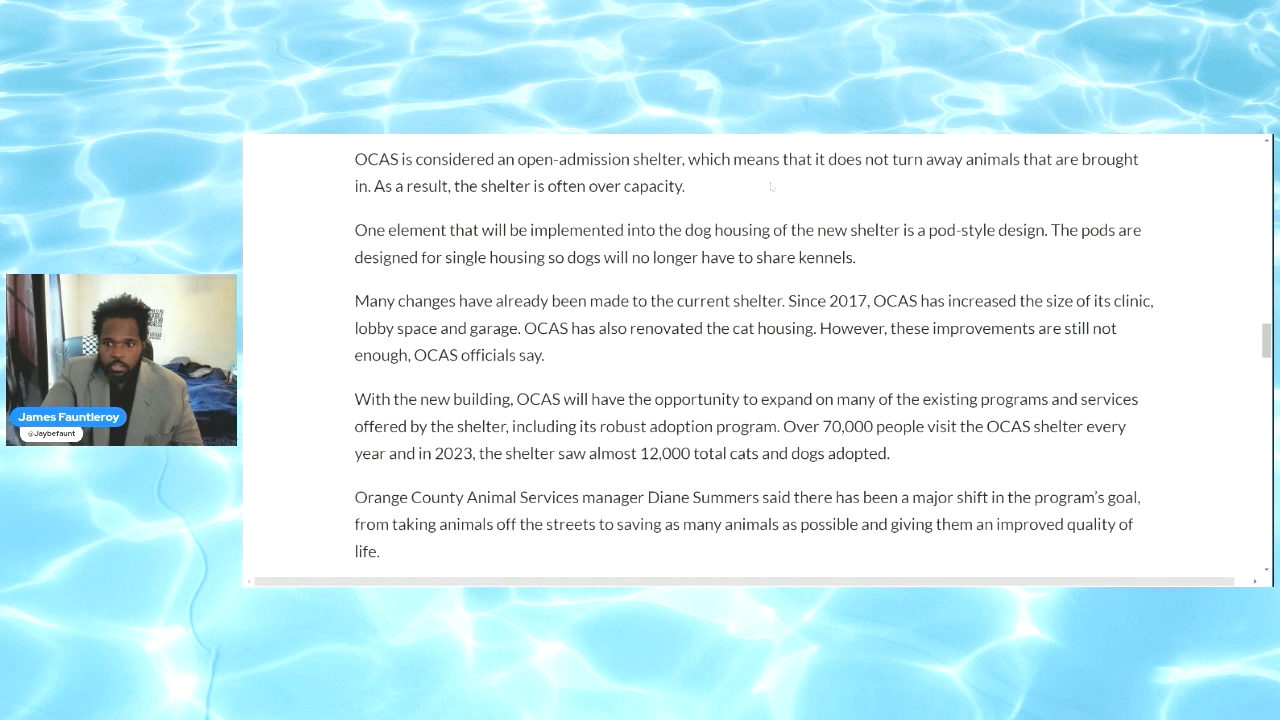 OCAS is considered an open-admission shelter, which means that it does not turn away animals that are brought
in. As a result, the shelter is often over capacity.
One element that will be implemented into the dog housing of the new shelter is a pod-style design. The pods are
designed for single housing so dogs will no longer have to share kennels.
Many changes have already been made to the current shelter. Since 2017, OCAS has increased the size of its clinic,
lobby space and garage. OCAS has also renovated the cat housing. However, these improvements are still not
enough, OCAS officials say.
With the new building, OCAS will have the opportunity to expand on many of the existing programs and services
offered by the shelter, including its robust adoption program. Over 70,000 people visit the OCAS shelter every
year and in 2023, the shelter saw almost 12,000 total cats and dogs adopted.
Orange County Animal Services manager Diane Summers said there has been a major shift in the program’s goal,
from taking animals off the streets to saving as many animals as possible and giving them an improved quality of
life.
James Fauntleroy
@Jaybefaunt